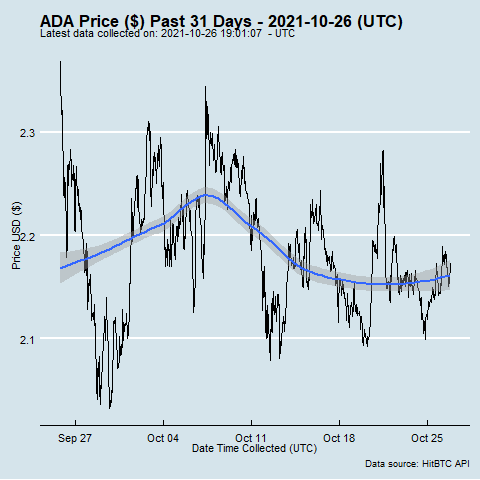 ADA Price ($) Past 31 Days - 2021-10-26 (UTC)
Latest data collected on: 2021-10-26 19:01:07 - UTC
Price USD ($)
2.3
2.2
2.1
Sep 27 Oct 04 Oct 11 Oct 18 Oct 25
Date Time Collected (UTC)
Data source: HitBTC API